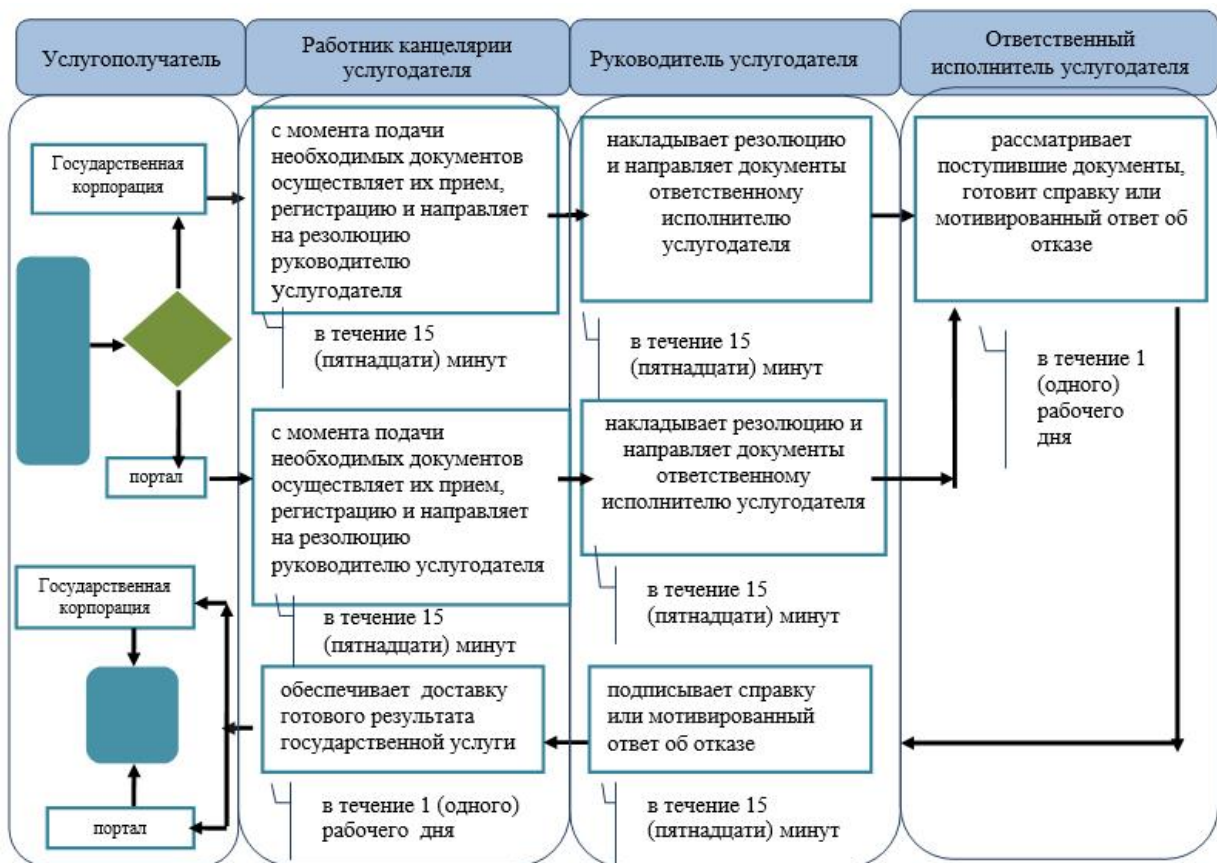 Услугополучатель
Работник канцелярии
услугодателя
Руководитель услугодателя
Ответственный
исполнитель услугодателя
Государственная
корпорация
с момента подачи
необходимых документов
осуществляет их прием,
регистрацию и направляет
на резолюцию
руководителю
услугодателя
накладывает резолюцию
и направляет документы
ответственному
исполнителю
услугодателя
рассматривает
поступившие документы,
готовит справку или
мотивированный ответ об
отказе
в течение 15
(пятнадцати) минут
в течение 15
(пятнадцати) минут
в течение 1
(одного)
рабочего
дня
портал
с момента подачи
необходимых документов
осуществляет их прием,
регистрацию и направляет
на резолюцию
руководителю услугодателя
накладывает резолюцию и
направляет документы
ответственному
исполнителю услугодателя
в течение 15
(пятнадцати) минут
в течение 15
(пятнадцати) минут
Государственная
корпорация
обеспечивает доставку
готового результата
государственной услуги
подписывает справку
или мотивированный
ответ об отказе
портал
в течение 1 (одного)
рабочего дня
в течение 15
(пятнадцати) минут